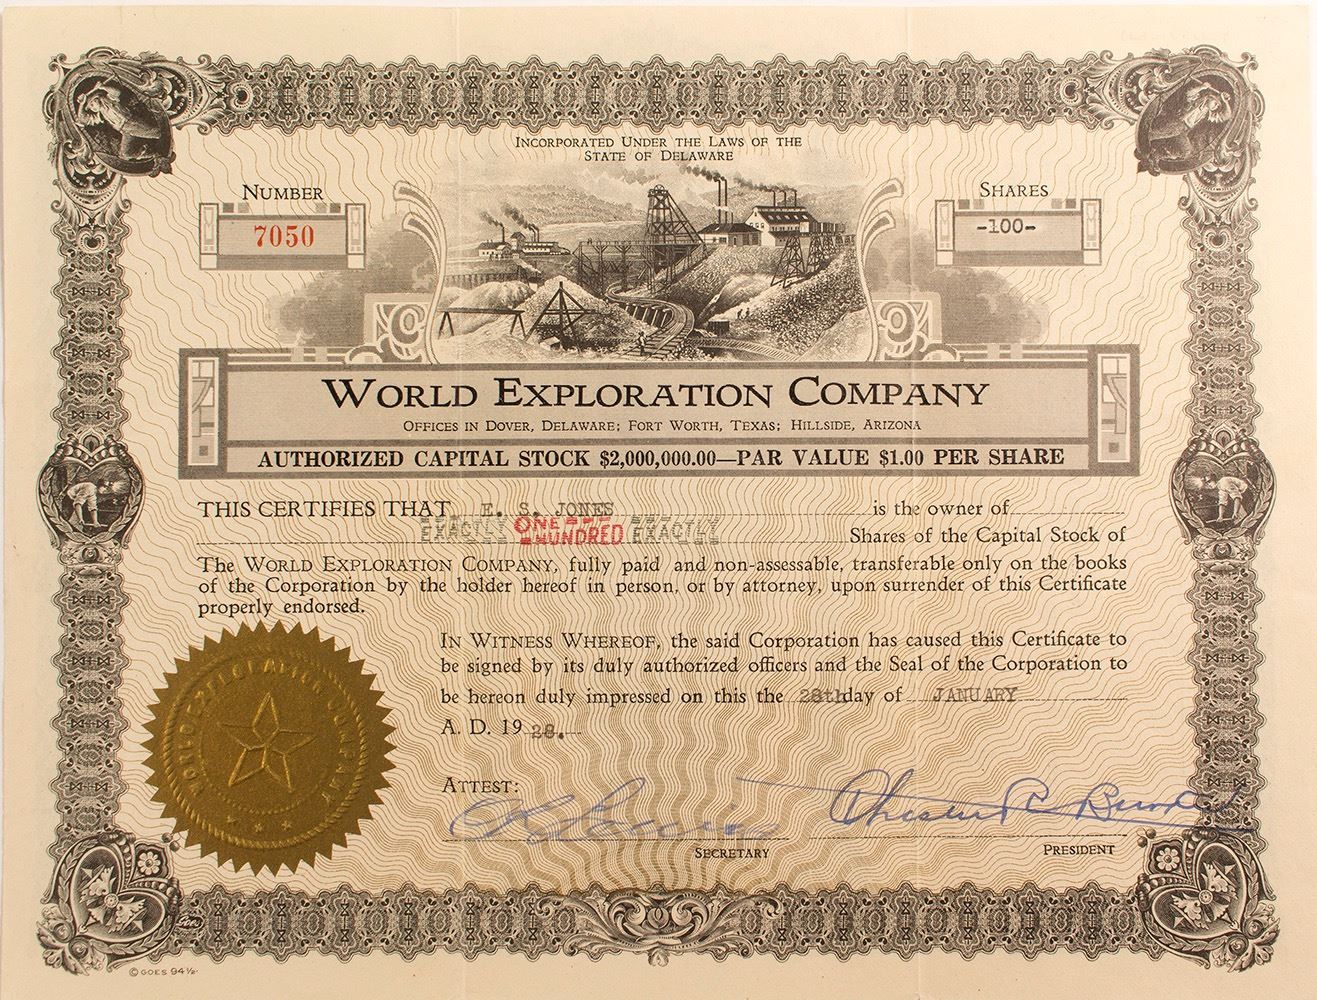 INCORPORATED UNDER THE LAWS OF THE
STATE OF DELAWARE
NUMBER
7050
SHARES
-100-
WORLD EXPLORATION COMPANY
OFFICES IN DOVER, DELAWARE; FORT WORTH, TEXAS; HILLSIDE, ARIZONA
AUTHORIZED CAPITAL STOCK $2,000,000.00—PAR VALUE $1.00 PER SHARE
THIS CERTIFIES THAT E. S. JONES is the owner of
EXACTLY ONE HUNDRED EXACTLY Shares of the Capital Stock of
The WORLD EXPLORATION COMPANY, fully paid and non-assessable, transferable only on the books
of the Corporation by the holder hereof in person, or by attorney, upon surrender of this Certificate
properly endorsed.
IN WITNESS WHEREOF, the said Corporation has caused this Certificate to
be signed by its duly authorized officers and the Seal of the Corporation to
be hereon duly impressed on this the 28th day of JANUARY
A. D. 19 28.
WORLD EXPLORATION COMPANY
ATTEST:
SECRETARY
PRESIDENT
Goes
© GOES 94½